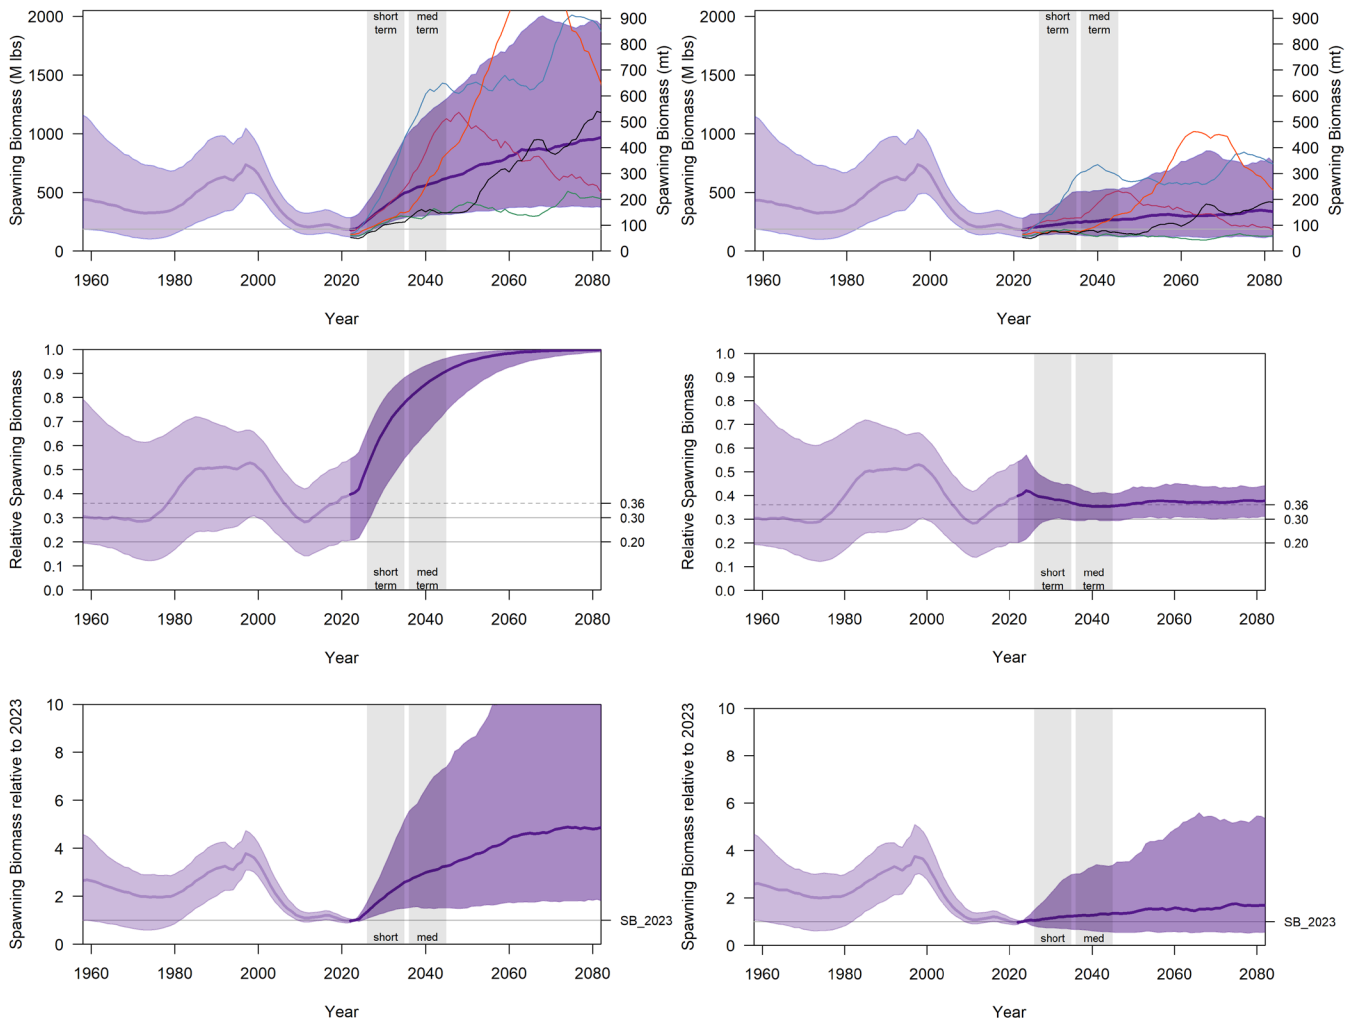 Spawning Biomass (M lbs)
2000
1500
1000
500
0
short
term
med
term
900
800
700
600
500
400
300
200
100
0
Spawning Biomass (mt)
1960 1980 2000 2020 2040 2060 2080
Year
Spawning Biomass (M lbs)
2000
1500
1000
500
0
short
term
med
term
900
800
700
600
500
400
300
200
100
0
Spawning Biomass (mt)
1960 1980 2000 2020 2040 2060 2080
Year
Relative Spawning Biomass
1.0
0.9
0.8
0.7
0.6
0.5
0.4
0.3
0.2
0.1
0.0
0.36
0.30
0.20
short
term
med
term
1960 1980 2000 2020 2040 2060 2080
Year
Relative Spawning Biomass
1.0
0.9
0.8
0.7
0.6
0.5
0.4
0.3
0.2
0.1
0.0
0.36
0.30
0.20
short
term
med
term
1960 1980 2000 2020 2040 2060 2080
Year
Spawning Biomass relative to 2023
10
8
6
4
2
0
SB_2023
short med
1960 1980 2000 2020 2040 2060 2080
Year
Spawning Biomass relative to 2023
10
8
6
4
2
0
SB_2023
short med
1960 1980 2000 2020 2040 2060 2080
Year